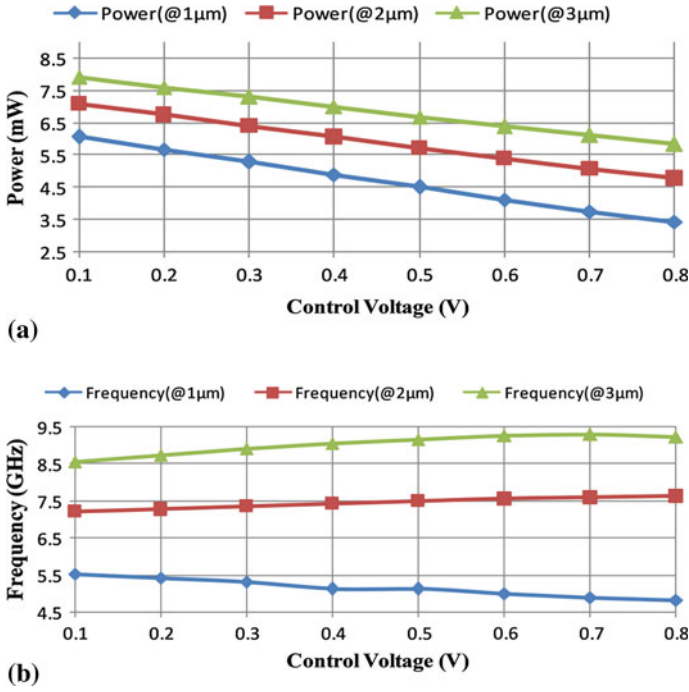 Power(@1µm) Power(@2µm) Power(@3µm)
8.5
7.5
6.5
5.5
4.5
3.5
2.5
Power (mW)
0.1 0.2 0.3 0.4 0.5 0.6 0.7 0.8
Control Voltage (V)
(a)
Frequency(@1µm) Frequency(@2µm) Frequency(@3µm)
9.5
8.5
7.5
6.5
5.5
4.5
Frequency (GHz)
0.1 0.2 0.3 0.4 0.5 0.6 0.7 0.8
Control Voltage (V)
(b)